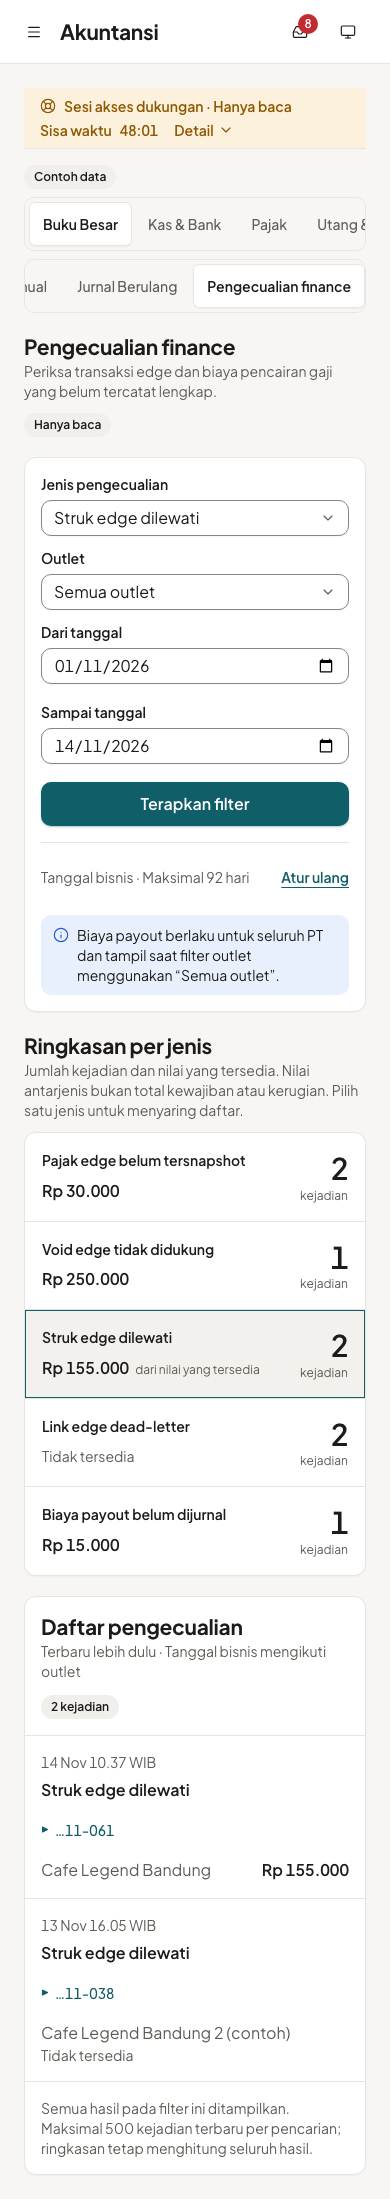 Akuntansi
8
Sesi akses dukungan · Hanya baca
Sisa waktu 48:01 Detail
Contoh data
Buku Besar Kas & Bank Pajak Utang &
Jurnal Berulang Pengecualian finance
Pengecualian finance
Periksa transaksi edge dan biaya pencairan gaji
yang belum tercatat lengkap.
Hanya baca
Jenis pengecualian
Struk edge dilewati
Outlet
Semua outlet
Dari tanggal
01/11/2026
Sampai tanggal
14/11/2026
Terapkan filter
Tanggal bisnis · Maksimal 92 hari Atur ulang
Biaya payout berlaku untuk seluruh PT
dan tampil saat filter outlet
menggunakan “Semua outlet”.
Ringkasan per jenis
Jumlah kejadian dan nilai yang tersedia. Nilai
antarjenis bukan total kewajiban atau kerugian. Pilih
satu jenis untuk menyaring daftar.
Pajak edge belum tersnapshot 2
Rp 30.000 kejadian
Void edge tidak didukung 1
Rp 250.000 kejadian
Struk edge dilewati 2
Rp 155.000 dari nilai yang tersedia kejadian
Link edge dead-letter 2
Tidak tersedia kejadian
Biaya payout belum dijurnal 1
Rp 15.000 kejadian
Daftar pengecualian
Terbaru lebih dulu · Tanggal bisnis mengikuti
outlet
2 kejadian
14 Nov 10.37 WIB
Struk edge dilewati
…11-061
Cafe Legend Bandung Rp 155.000
13 Nov 16.05 WIB
Struk edge dilewati
…11-038
Cafe Legend Bandung 2 (contoh)
Tidak tersedia
Semua hasil pada filter ini ditampilkan.
Maksimal 500 kejadian terbaru per pencarian;
ringkasan tetap menghitung seluruh hasil.